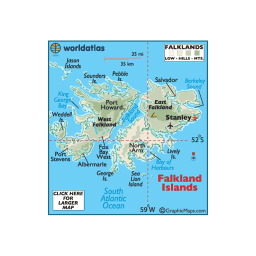 worldatlas
FALKLANDS
LOW - HILLS - MTS.
35 mi
35 km
Jason
Islands
Saunders
Is.
Pebble
Is.
Salvador
Berkeley
Sound
King
George
Bay
Port
Howard
East
Falkland
Weddell
Is.
West
Falkland
Stanley
52°S
Port
Stevens
Fox
Bay
West
North
Arm
Lively
Is.
Albermarle
Bay of
Harbours
George
Is.
Sea
Lion
Island
Falkland
Islands
CLICK HERE
FOR
LARGER
MAP
South
Atlantic
Ocean
59°W
©GraphicMaps.com